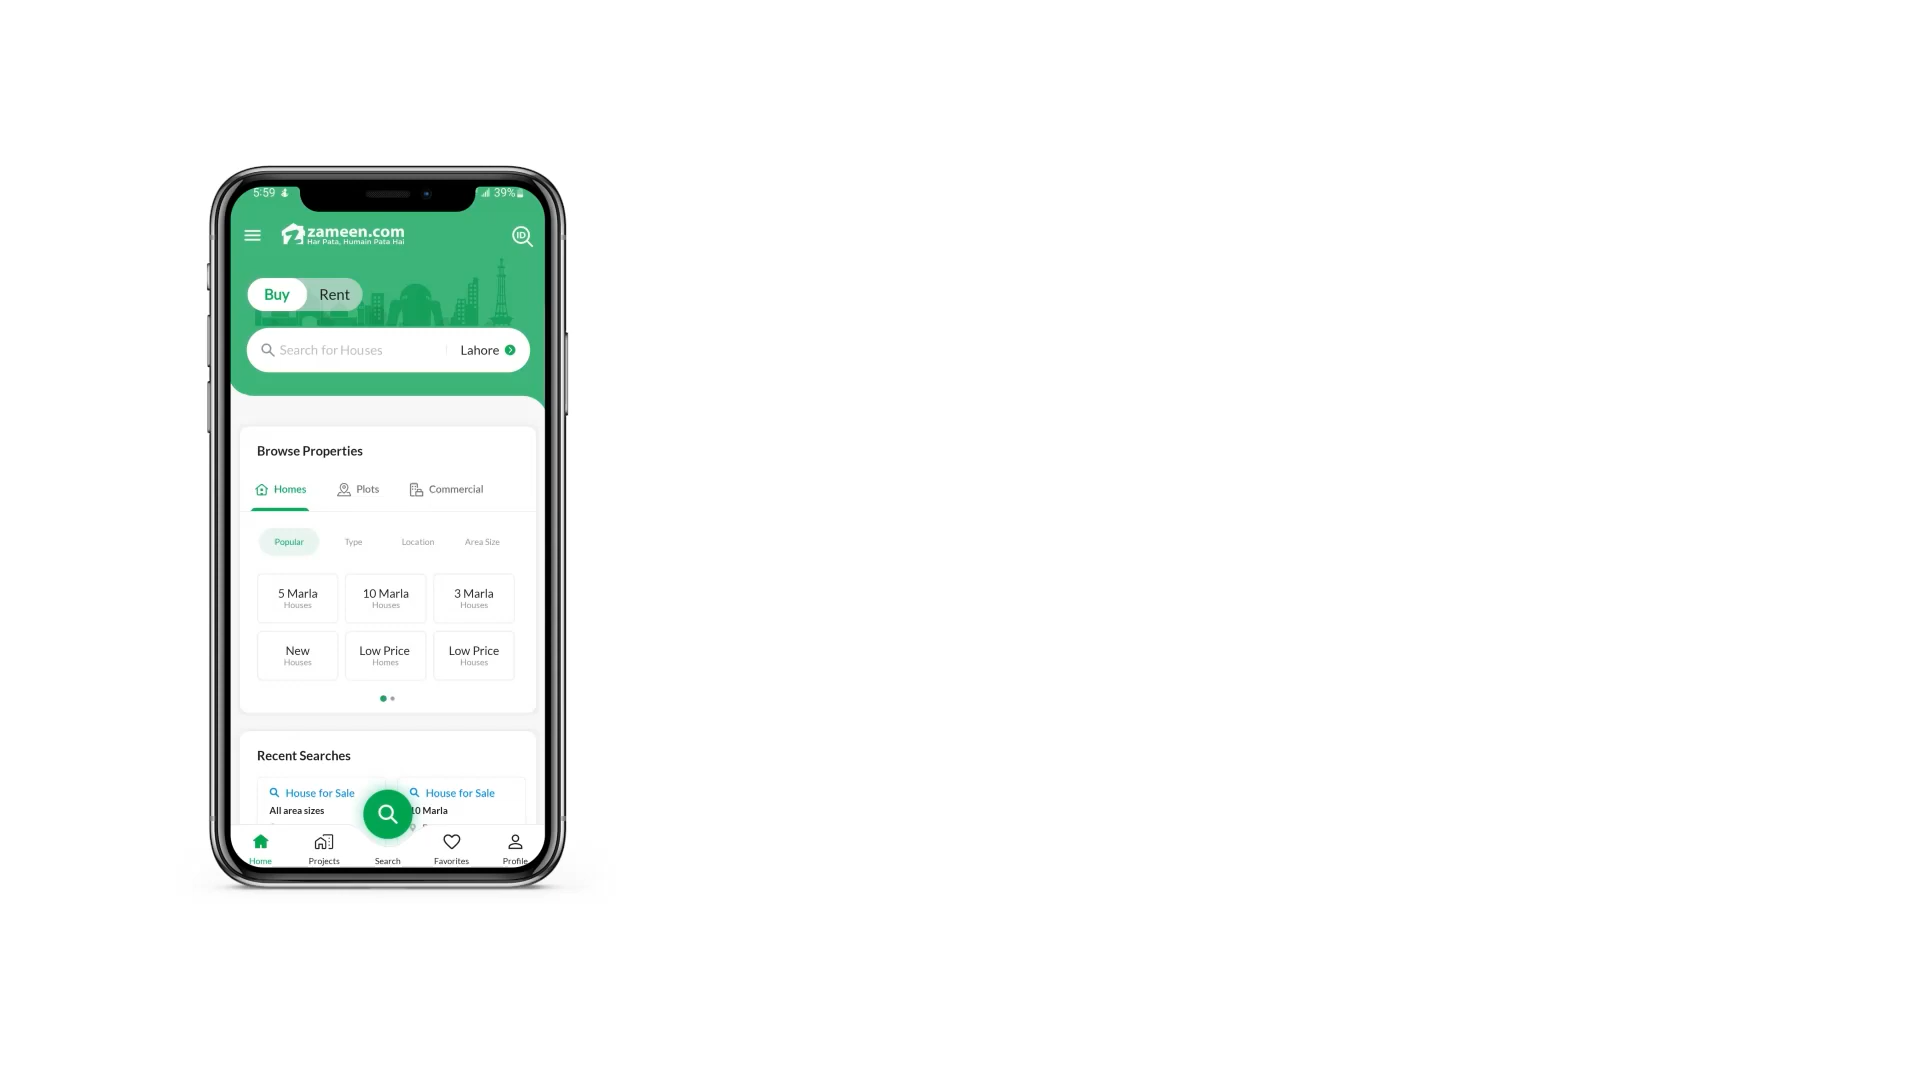 5:59
39%
zameen.com
Har Pata, Humain Pata Hai
ID
Buy
Rent
Search for Houses
Lahore
Browse Properties
Homes
Plots
Commercial
Popular
Type
Location
Area Size
5 Marla
Houses
10 Marla
Houses
3 Marla
Houses
New
Houses
Low Price
Homes
Low Price
Houses
Recent Searches
House for Sale
All area sizes
House for Sale
10 Marla
Home
Projects
Search
Favorites
Profile